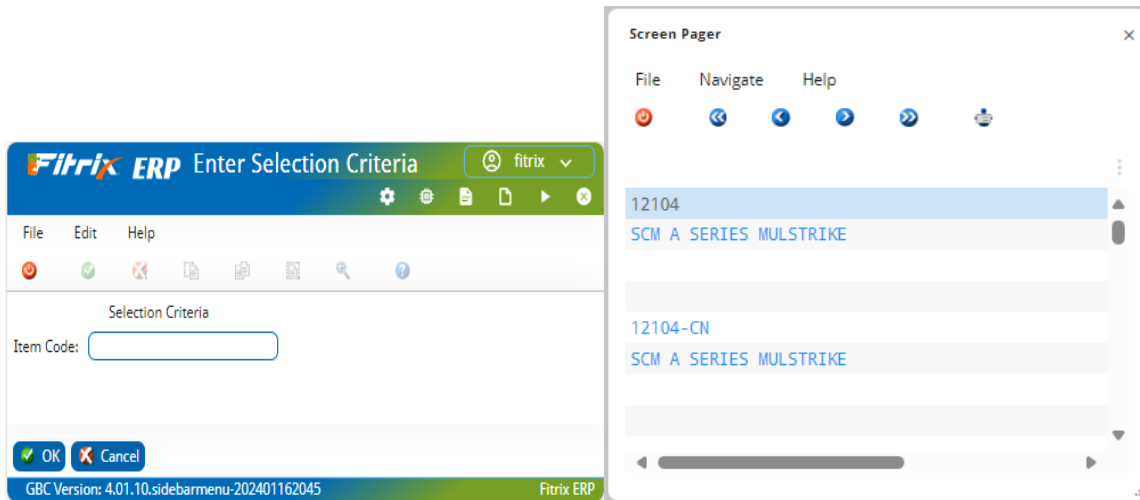 Fitrix ERP Enter Selection Criteria fitrix
File Edit Help
Selection Criteria
Item Code:
OK Cancel
GBC Version: 4.01.10.sidebarmenu-202401162045 Fitrix ERP
Screen Pager
File Navigate Help
12104
SCM A SERIES MULSTRIKE
12104-CN
SCM A SERIES MULSTRIKE